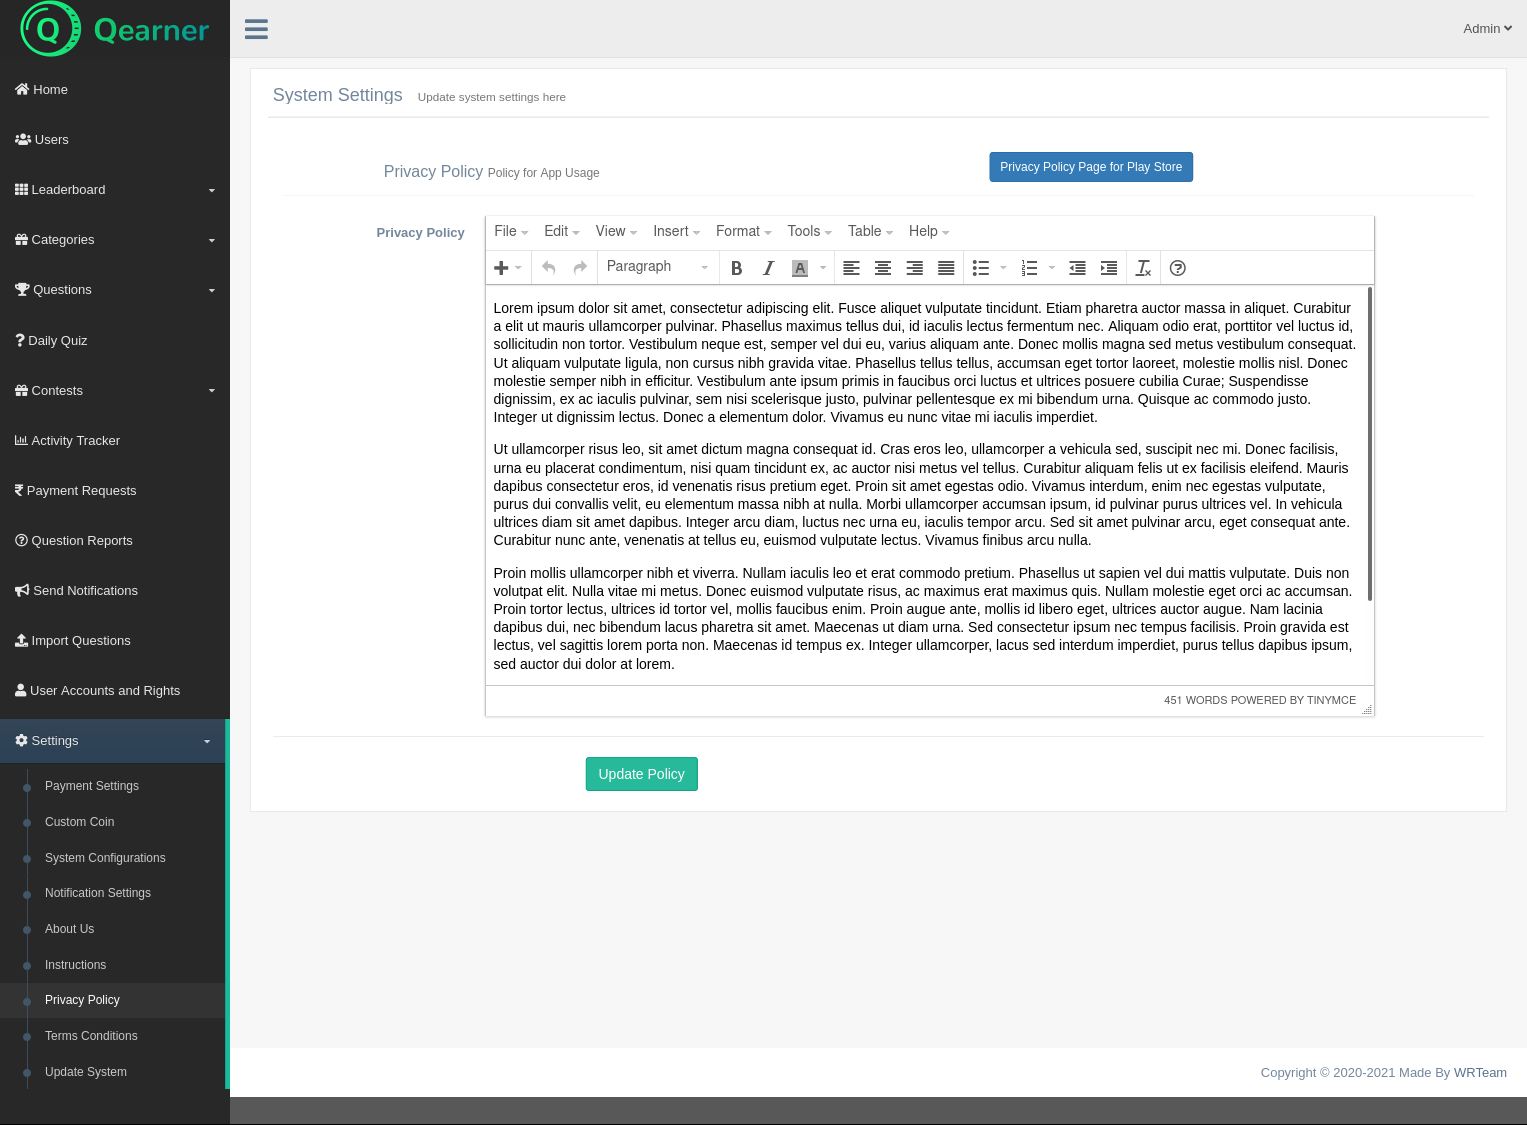 Qearner
Admin
Home
Users
Leaderboard
Categories
Questions
Daily Quiz
Contests
Activity Tracker
Payment Requests
Question Reports
Send Notifications
Import Questions
User Accounts and Rights
Settings
Payment Settings
Custom Coin
System Configurations
Notification Settings
About Us
Instructions
Privacy Policy
Terms Conditions
Update System
System Settings Update system settings here
Privacy Policy Policy for App Usage
Privacy Policy Page for Play Store
Privacy Policy
File Edit View Insert Format Tools Table Help
Paragraph B I A
Lorem ipsum dolor sit amet, consectetur adipiscing elit. Fusce aliquet vulputate tincidunt. Etiam pharetra auctor massa in aliquet. Curabitur
a elit ut mauris ullamcorper pulvinar. Phasellus maximus tellus dui, id iaculis lectus fermentum nec. Aliquam odio erat, porttitor vel luctus id,
sollicitudin non tortor. Vestibulum neque est, semper vel dui eu, varius aliquam ante. Donec mollis magna sed metus vestibulum consequat.
Ut aliquam vulputate ligula, non cursus nibh gravida vitae. Phasellus tellus tellus, accumsan eget tortor laoreet, molestie mollis nisl. Donec
molestie semper nibh in efficitur. Vestibulum ante ipsum primis in faucibus orci luctus et ultrices posuere cubilia Curae; Suspendisse
dignissim, ex ac iaculis pulvinar, sem nisi scelerisque justo, pulvinar pellentesque ex mi bibendum urna. Quisque ac commodo justo.
Integer ut dignissim lectus. Donec a elementum dolor. Vivamus eu nunc vitae mi iaculis imperdiet.
Ut ullamcorper risus leo, sit amet dictum magna consequat id. Cras eros leo, ullamcorper a vehicula sed, suscipit nec mi. Donec facilisis,
urna eu placerat condimentum, nisi quam tincidunt ex, ac auctor nisi metus vel tellus. Curabitur aliquam felis ut ex facilisis eleifend. Mauris
dapibus consectetur eros, id venenatis risus pretium eget. Proin sit amet egestas odio. Vivamus interdum, enim nec egestas vulputate,
purus dui convallis velit, eu elementum massa nibh at nulla. Morbi ullamcorper accumsan ipsum, id pulvinar purus ultrices vel. In vehicula
ultrices diam sit amet dapibus. Integer arcu diam, luctus nec urna eu, iaculis tempor arcu. Sed sit amet pulvinar arcu, eget consequat ante.
Curabitur nunc ante, venenatis at tellus eu, euismod vulputate lectus. Vivamus finibus arcu nulla.
Proin mollis ullamcorper nibh et viverra. Nullam iaculis leo et erat commodo pretium. Phasellus ut sapien vel dui mattis vulputate. Duis non
volutpat elit. Nulla vitae mi metus. Donec euismod vulputate risus, ac maximus erat maximus quis. Nullam molestie eget orci ac accumsan.
Proin tortor lectus, ultrices id tortor vel, mollis faucibus enim. Proin augue ante, mollis id libero eget, ultrices auctor augue. Nam lacinia
dapibus dui, nec bibendum lacus pharetra sit amet. Maecenas ut diam urna. Sed consectetur ipsum nec tempus facilisis. Proin gravida est
lectus, vel sagittis lorem porta non. Maecenas id tempus ex. Integer ullamcorper, lacus sed interdum imperdiet, purus tellus dapibus ipsum,
sed auctor dui dolor at lorem.
451 WORDS POWERED BY TINYMCE
Update Policy
Copyright © 2020-2021 Made By WRTeam